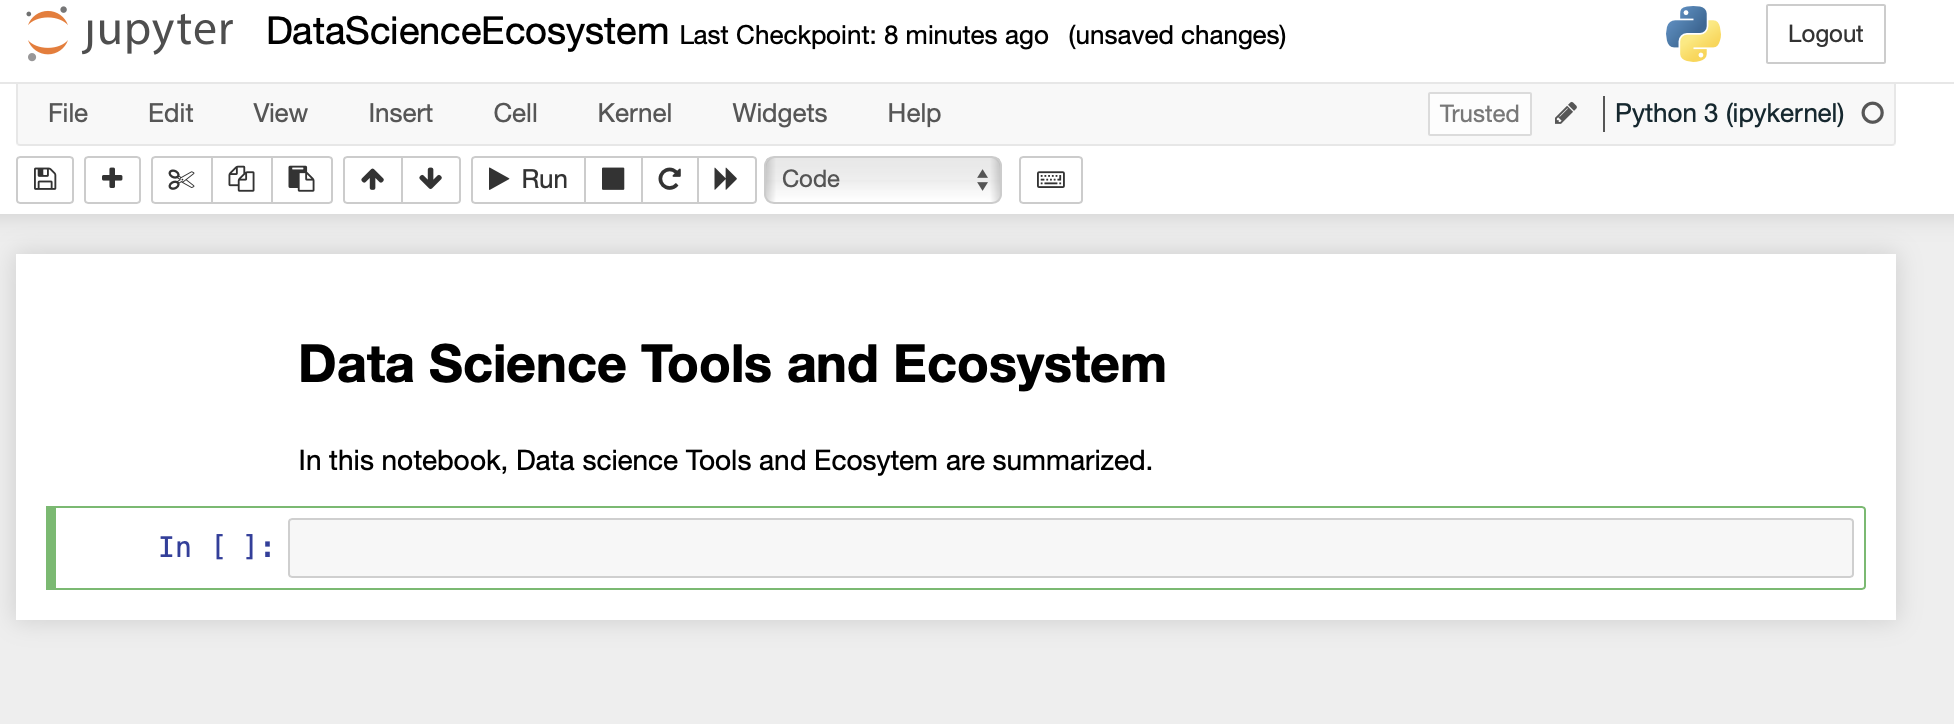 jupyter DataScienceEcosystem Last Checkpoint: 8 minutes ago (unsaved changes) Logout
File Edit View Insert Cell Kernel Widgets Help Trusted Python 3 (ipykernel)
Run Code
Data Science Tools and Ecosystem
In this notebook, Data science Tools and Ecosytem are summarized.
In [ ]: